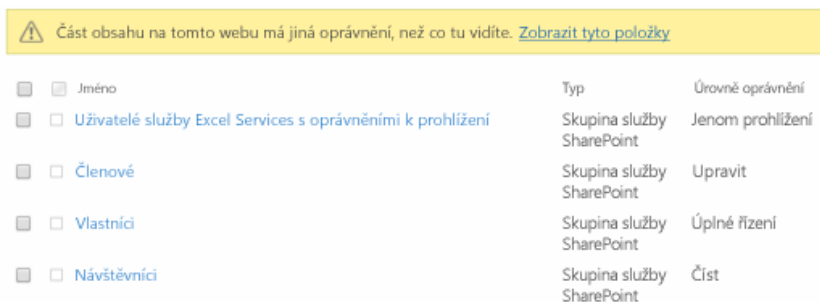 Část obsahu na tomto webu má jiná oprávnění, než co tu vidíte. Zobrazit tyto položky
Jméno Typ Úrovně oprávnění
Uživatelé služby Excel Services s oprávněními k prohlížení Skupina služby Jenom prohlížení
SharePoint
Členové Skupina služby Upravit
SharePoint
Vlastníci Skupina služby Úplné řízení
SharePoint
Návštěvníci Skupina služby Číst
SharePoint